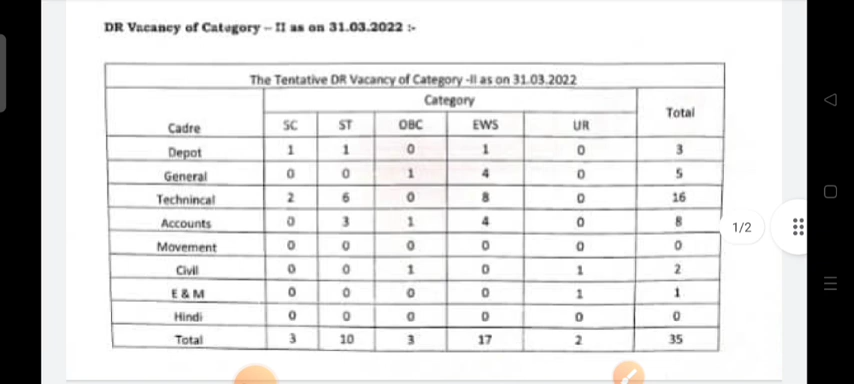 DR Vacancy of Category – II as on 31.03.2022 :-
The Tentative DR Vacancy of Category -II as on 31.03.2022
Cadre Category Total
SC ST OBC EWS UR
Depot 1 1 0 1 0 3
General 0 0 1 4 0 5
Technincal 2 6 0 8 0 16
Accounts 0 3 1 4 0 8
Movement 0 0 0 0 0 0
Civil 0 0 1 0 1 2
E & M 0 0 0 0 1 1
Hindi 0 0 0 0 0 0
Total 3 10 3 17 2 35
1/2